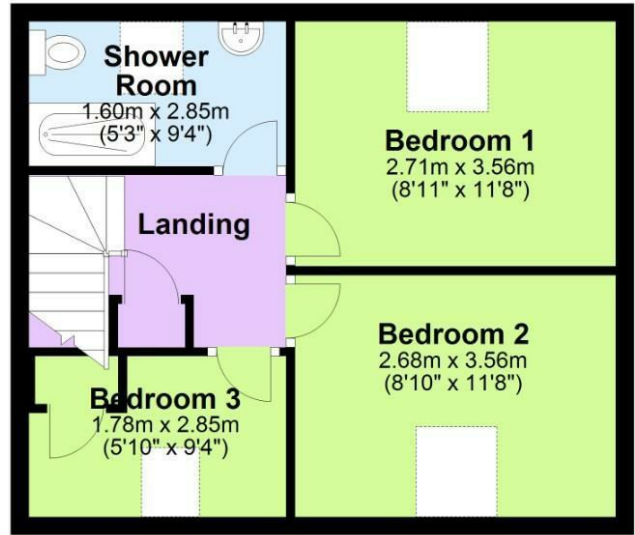 Shower
Room
1.60m x 2.85m
(5'3" x 9'4")
Bedroom 1
2.71m x 3.56m
(8'11" x 11'8")
Landing
Bedroom 2
2.68m x 3.56m
(8'10" x 11'8")
Bedroom 3
1.78m x 2.85m
(5'10" x 9'4")